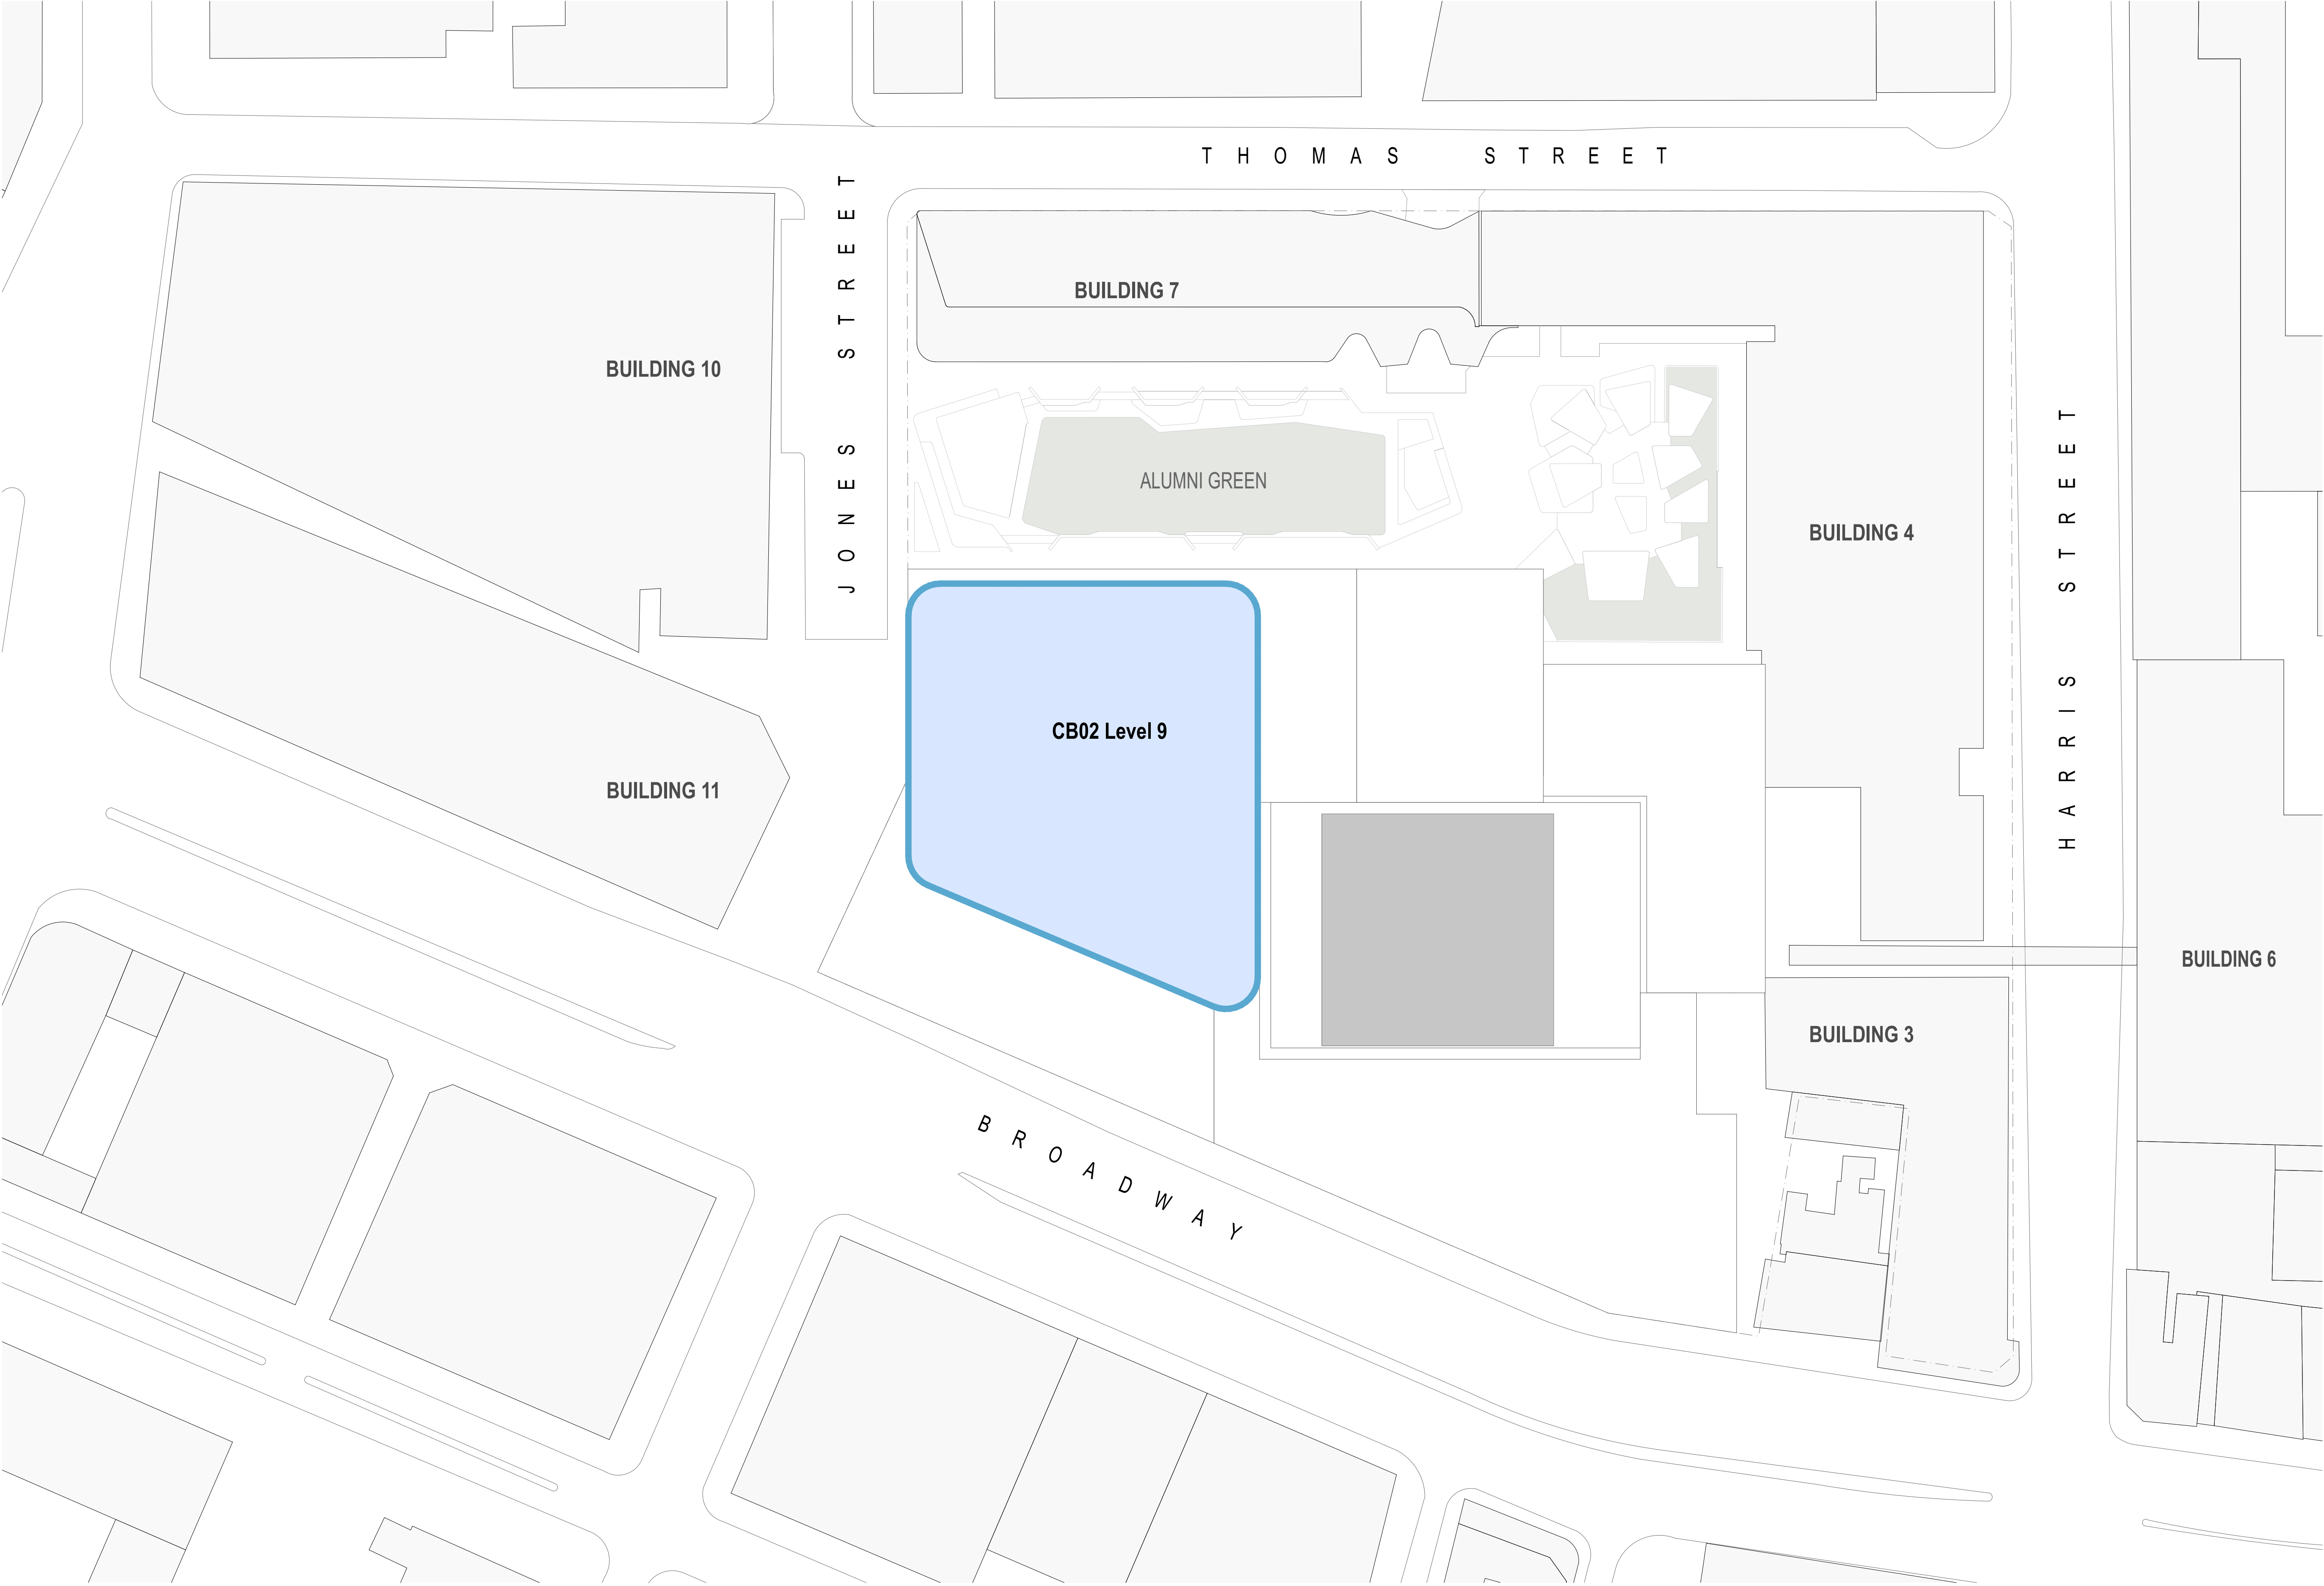 THOMAS STREET
JONES STREET
BUILDING 7
BUILDING 10
ALUMNI GREEN
BUILDING 4
HARRIS STREET
CB02 Level 9
BUILDING 11
BUILDING 6
BUILDING 3
BROADWAY